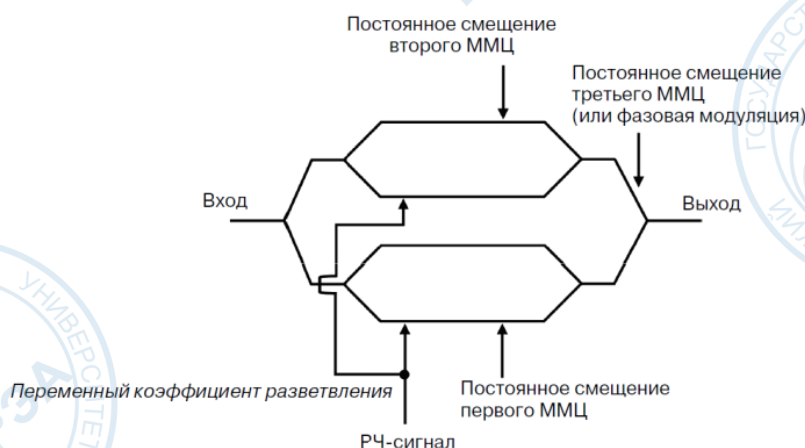 Постоянное смещение
второго ММЦ
Постоянное смещение
третьего ММЦ
(или фазовая модуляция)
Вход
Выход
Переменный коэффициент разветвления
Постоянное смещение
первого ММЦ
РЧ-сигнал